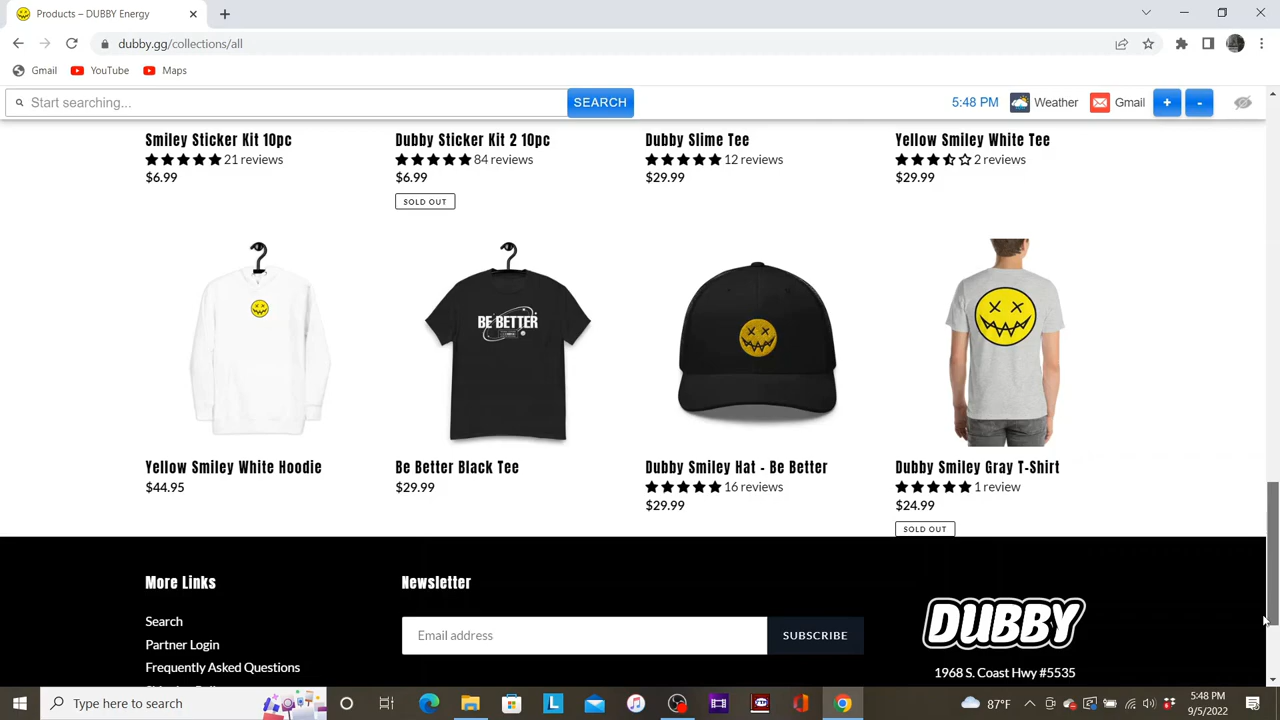 Products – DUBBY Energy
dubby.gg/collections/all
Gmail YouTube Maps
Start searching... SEARCH 5:48 PM Weather Gmail + -
Smiley Sticker Kit 10pc
21 reviews
$6.99
Dubby Sticker Kit 2 10pc
84 reviews
$6.99
SOLD OUT
Dubby Slime Tee
12 reviews
$29.99
Yellow Smiley White Tee
2 reviews
$29.99
BE BETTER
Yellow Smiley White Hoodie
$44.95
Be Better Black Tee
$29.99
Dubby Smiley Hat - Be Better
16 reviews
$29.99
Dubby Smiley Gray T-Shirt
1 review
$24.99
SOLD OUT
More Links
Search
Partner Login
Frequently Asked Questions
Newsletter
Email address SUBSCRIBE
DUBBY
1968 S. Coast Hwy #5535
Type here to search
L
VIP
87°F
5:48 PM
9/5/2022